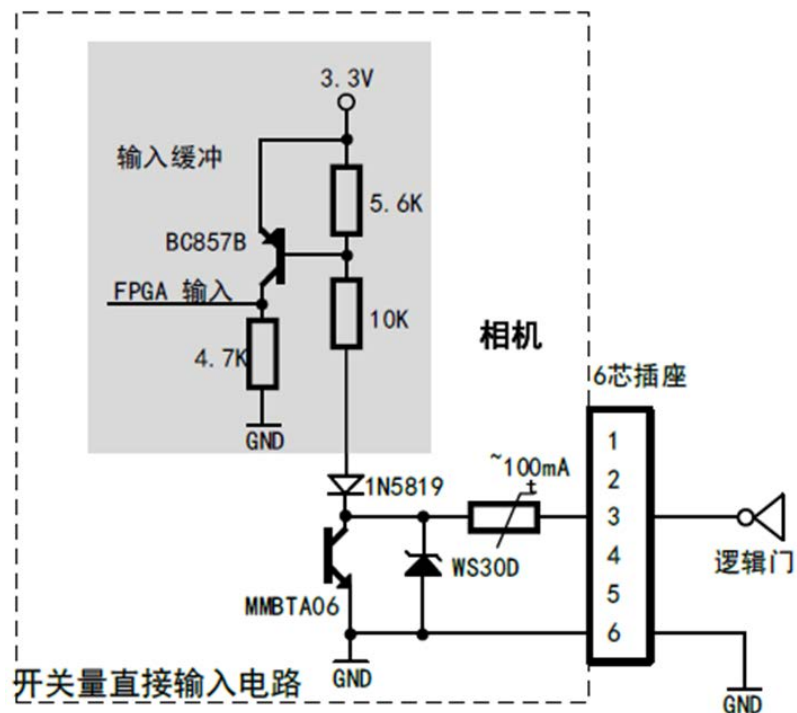 3.3V
输入缓冲
5.6K
BC857B
FPGA 输入
10K
4.7K
相机
GND
6芯插座
~100mA
t
1N5819
1
2
3
4
5
6
WS30D
逻辑门
MMBTA06
开关量直接输入电路
GND
GND